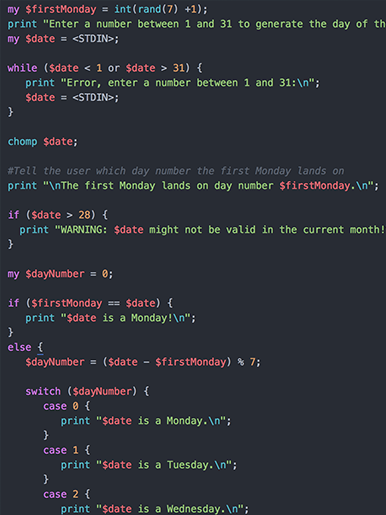 my $firstMonday = int(rand(7) +1);
print "Enter a number between 1 and 31 to generate the day of th
my $date = <STDIN>;
while ($date < 1 or $date > 31) {
print "Error, enter a number between 1 and 31:\n";
$date = <STDIN>;
}
chomp $date;
#Tell the user which day number the first Monday lands on
print "\nThe first Monday lands on day number $firstMonday.\n";
if ($date > 28) {
print "WARNING: $date might not be valid in the current month!
}
my $dayNumber = 0;
if ($firstMonday == $date) {
print "$date is a Monday!\n";
}
else {
$dayNumber = ($date - $firstMonday) % 7;
switch ($dayNumber) {
case 0 {
print "$date is a Monday.\n";
}
case 1 {
print "$date is a Tuesday.\n";
}
case 2 {
print "$date is a Wednesday.\n";